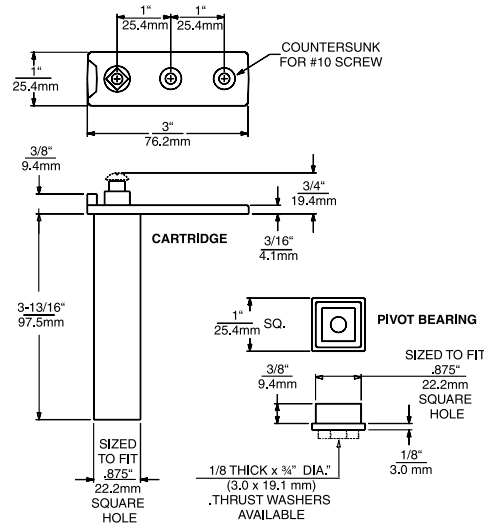 1“ 1“
25.4mm 25.4mm
COUNTERSUNK
FOR #10 SCREW
1“
25.4mm
3“
76.2mm
3/8“
9.4mm
3/4“
19.4mm
CARTRIDGE
3/16“
4.1mm
3-13/16“
97.5mm
1“
25.4mm SQ.
PIVOT BEARING
SIZED TO FIT
.875“
22.2mm
SQUARE
HOLE
3/8“
9.4mm
1/8“
3.0 mm
SIZED
TO FIT
.875“
22.2mm
SQUARE
HOLE
1/8 THICK x ¾” DIA.”
(3.0 x 19.1 mm)
.THRUST WASHERS
AVAILABLE